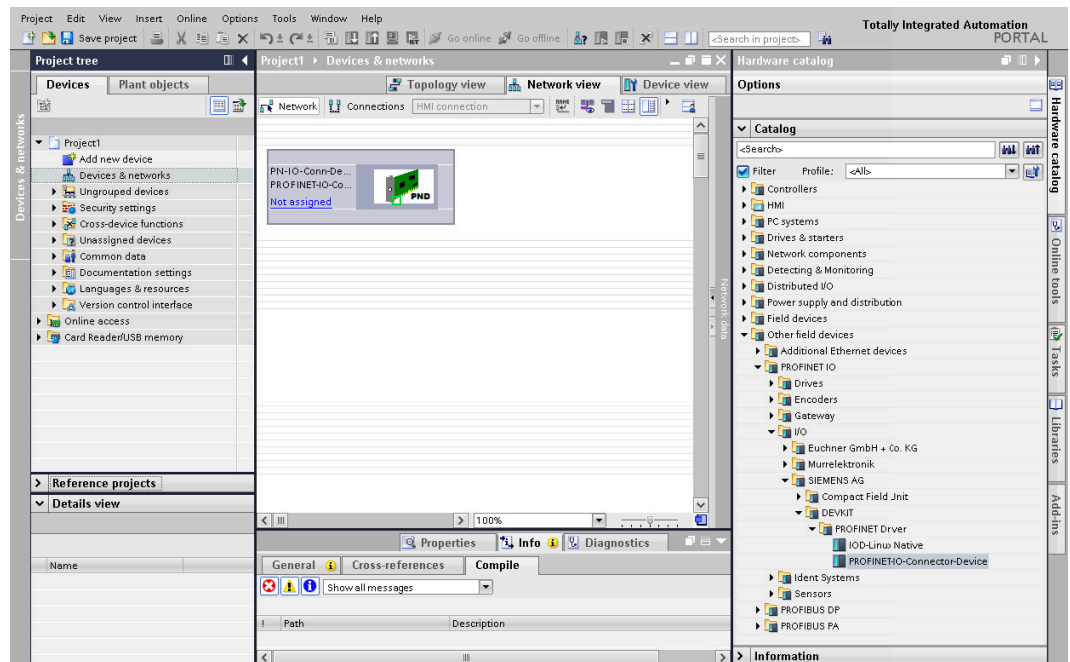 Project Edit View Insert Online Options Tools Window Help
Totally Integrated Automation
PORTAL
Save project
Go online
Go offline
<Search in project>
Project tree
Devices
Plant objects
Devices & networks
Project1
Add new device
Devices & networks
Ungrouped devices
Security settings
Cross-device functions
Unassigned devices
Common data
Documentation settings
Languages & resources
Version control interface
Online access
Card Reader/USB memory
Reference projects
Details view
Name
Project1 Devices & networks
Topology view
Network view
Device view
Network
Connections
HMI connection
PN-IO-Conn-De...
PROFINET-IO-Co...
Not assigned
PND
Network data
100%
Properties
Info
Diagnostics
General
Cross-references
Compile
Show all messages
! Path Description
Hardware catalog
Options
Catalog
<Search>
Filter Profile: <All>
Controllers
HMI
PC systems
Drives & starters
Network components
Detecting & Monitoring
Distributed I/O
Power supply and distribution
Field devices
Other field devices
Additional Ethernet devices
PROFINET IO
Drives
Encoders
Gateway
I/O
Euchner GmbH + Co. KG
Murrelektronik
SIEMENS AG
Compact Field Unit
DEVKIT
PROFINET Driver
IOD-Linux Native
PROFINET-IO-Connector-Device
Ident Systems
Sensors
PROFIBUS DP
PROFIBUS PA
Information
Hardware catalog
Online tools
Tasks
Libraries
Add-ins